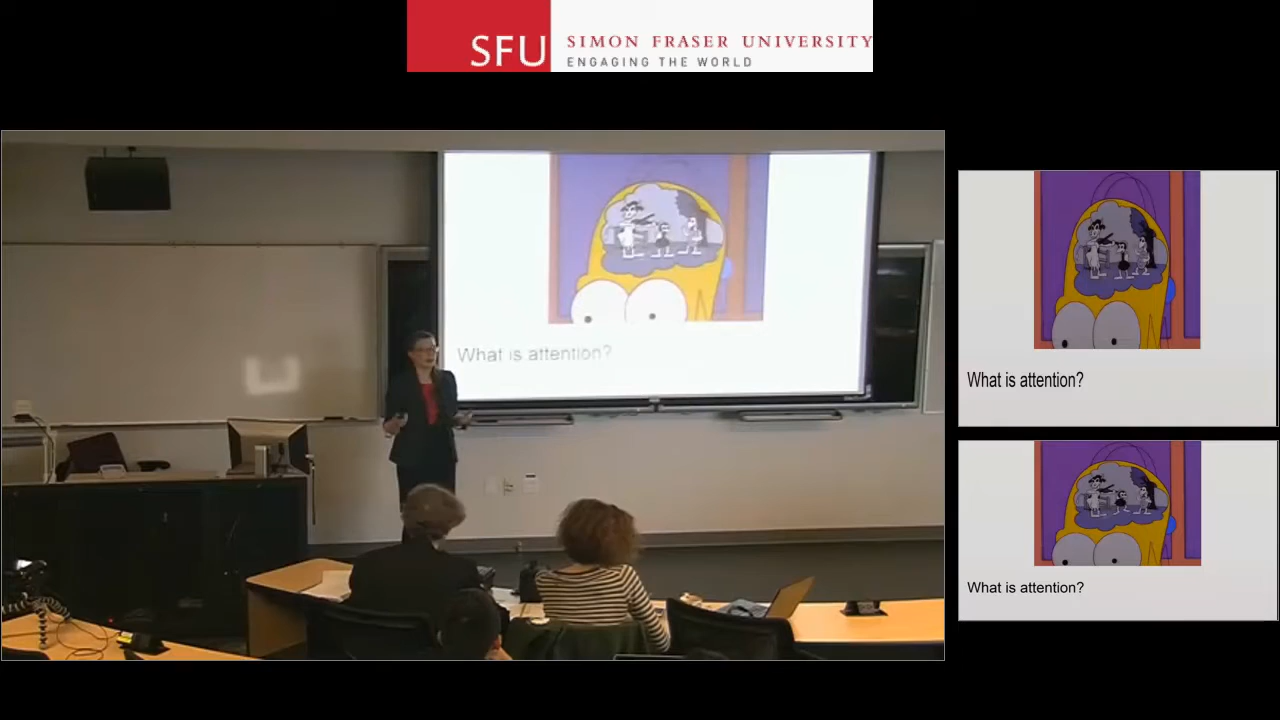 SFU
SIMON FRASER UNIVERSITY
ENGAGING THE WORLD
What is attention?
What is attention?
What is attention?